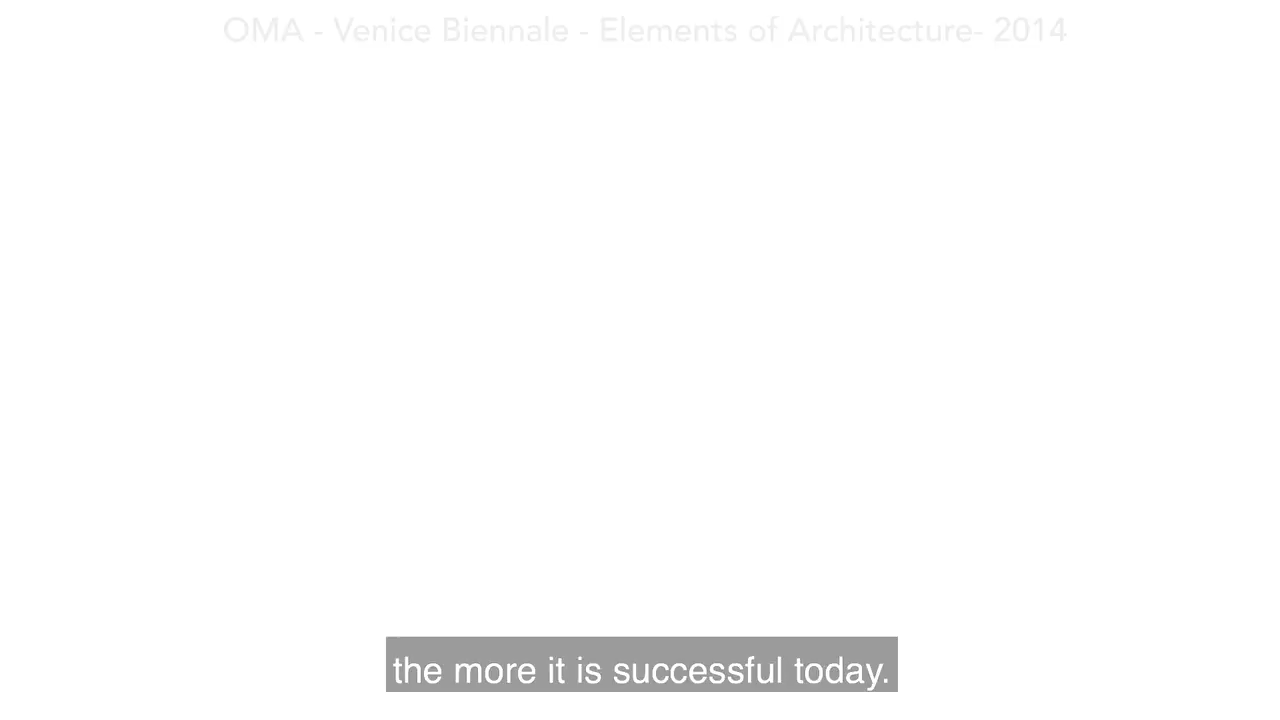 OMA - Venice Biennale - Elements of Architecture- 2014
the more it is successful today.